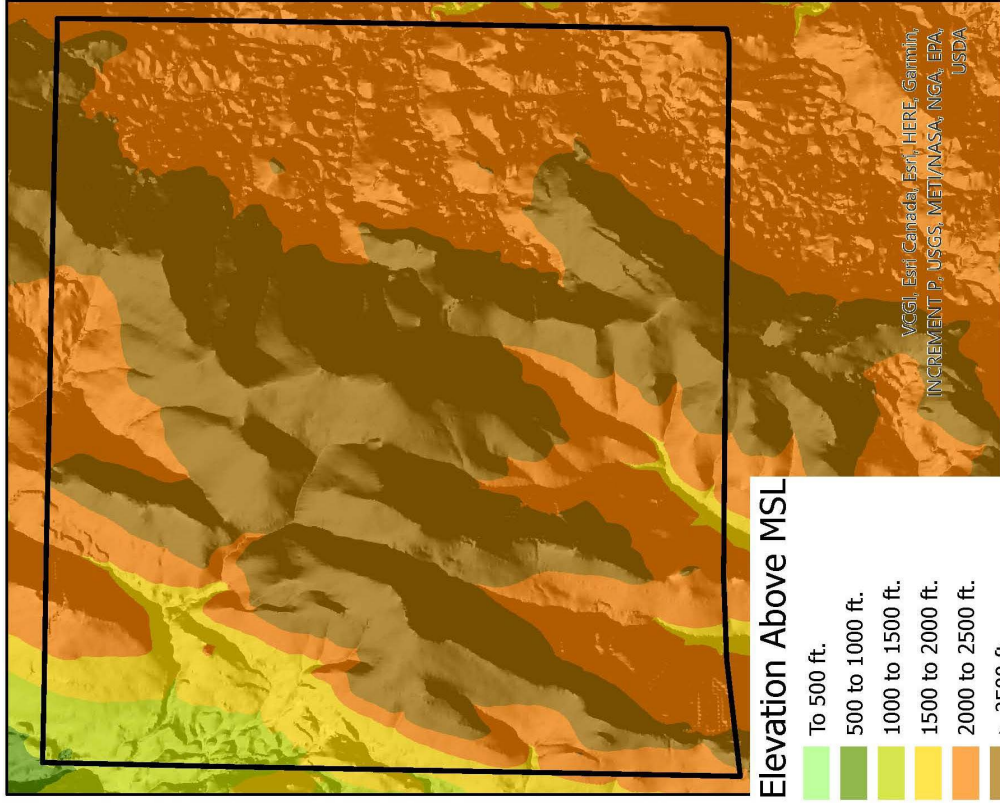 VCGI, Esri Canada, Esri, HERE, Garmin,
INCREMENT P, USGS, METI/NASA, NGA, EPA,
USDA
Elevation Above MSL
To 500 ft.
500 to 1000 ft.
1000 to 1500 ft.
1500 to 2000 ft.
2000 to 2500 ft.